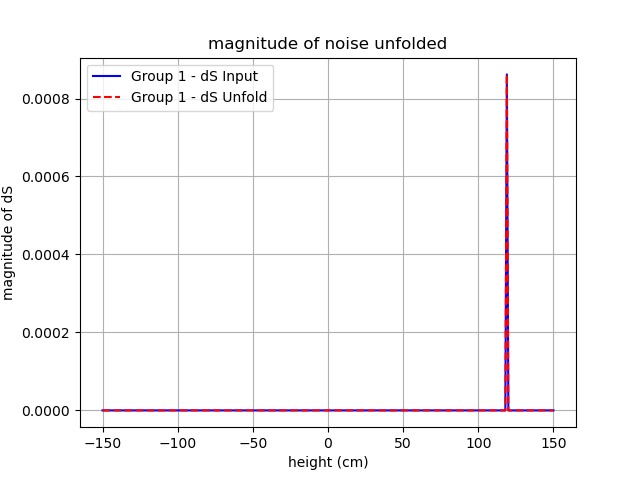 magnitude of noise unfolded
Group 1 - dS Input
Group 1 - dS Unfold
magnitude of dS
0.0008
0.0006
0.0004
0.0002
0.0000
−150
−100
−50
0
50
100
150
height (cm)